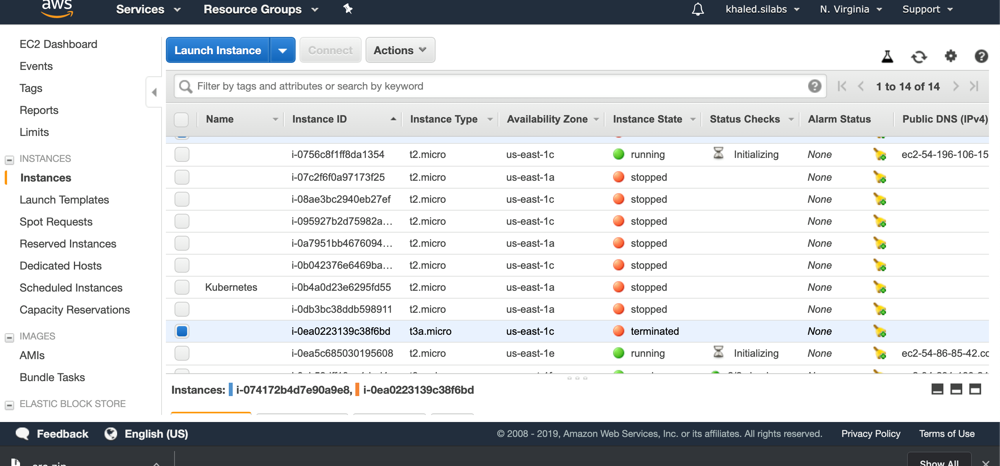 aws Services Resource Groups khaled.silabs N. Virginia Support
EC2 Dashboard
Events
Tags
Reports
Limits
INSTANCES
Instances
Launch Templates
Spot Requests
Reserved Instances
Dedicated Hosts
Scheduled Instances
Capacity Reservations
IMAGES
AMIs
Bundle Tasks
ELASTIC BLOCK STORE
Launch Instance Connect Actions
Filter by tags and attributes or search by keyword 1 to 14 of 14
Name Instance ID Instance Type Availability Zone Instance State Status Checks Alarm Status Public DNS (IPv4)
i-0756c8f1ff8da1354 t2.micro us-east-1c running Initializing None ec2-54-196-106-15
i-07c2f6f0a97173f25 t2.micro us-east-1a stopped None
i-08ae3bc2940eb27ef t2.micro us-east-1c stopped None
i-095927b2d75982a... t2.micro us-east-1c stopped None
i-0a7951bb4676094... t2.micro us-east-1a stopped None
i-0b042376e6469ba... t2.micro us-east-1c stopped None
Kubernetes i-0b4a0d23e6295fd55 t2.micro us-east-1a stopped None
i-0db3bc38ddb598911 t2.micro us-east-1a stopped None
i-0ea0223139c38f6bd t3a.micro us-east-1c terminated None
i-0ea5c685030195608 t2.micro us-east-1e running Initializing None ec2-54-86-85-42.cc
Instances: i-074172b4d7e90a9e8, i-0ea0223139c38f6bd
Feedback English (US) © 2008 - 2019, Amazon Web Services, Inc. or its affiliates. All rights reserved. Privacy Policy Terms of Use
Show All